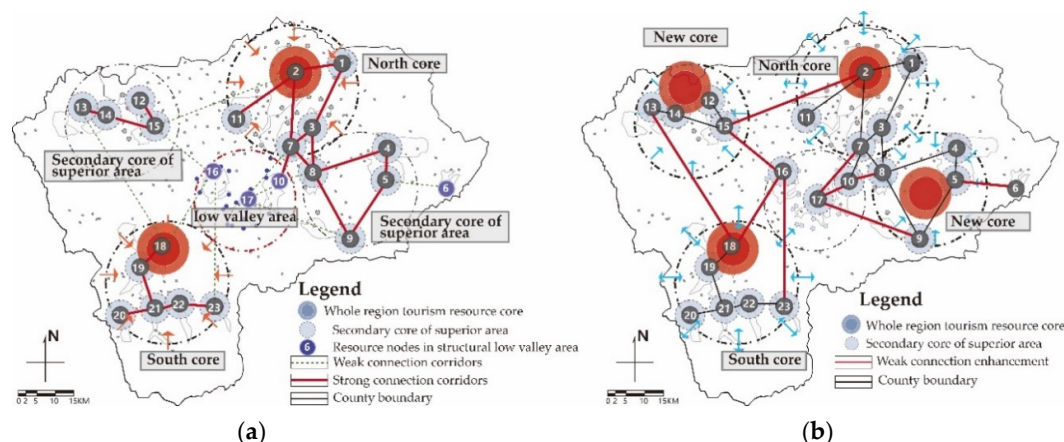 North core
Secondary core of
superior area
low valley area
Secondary core of
superior area
South core
1
2
3
4
5
6
7
8
9
10
11
12
13
14
15
16
17
18
19
20
21
22
23
Legend
Whole region tourism resource core
Secondary core of superior area
6 Resource nodes in structural low valley area
Weak connection corridors
Strong connection corridors
County boundary
N
0 2 5 10 15KM
(a)
New core
North core
New core
South core
1
2
3
4
5
6
7
8
9
10
11
12
13
14
15
16
17
18
19
20
21
22
23
Legend
Whole region tourism resource core
Secondary core of superior area
Weak connection enhancement
County boundary
N
0 2 5 10 15KM
(b)